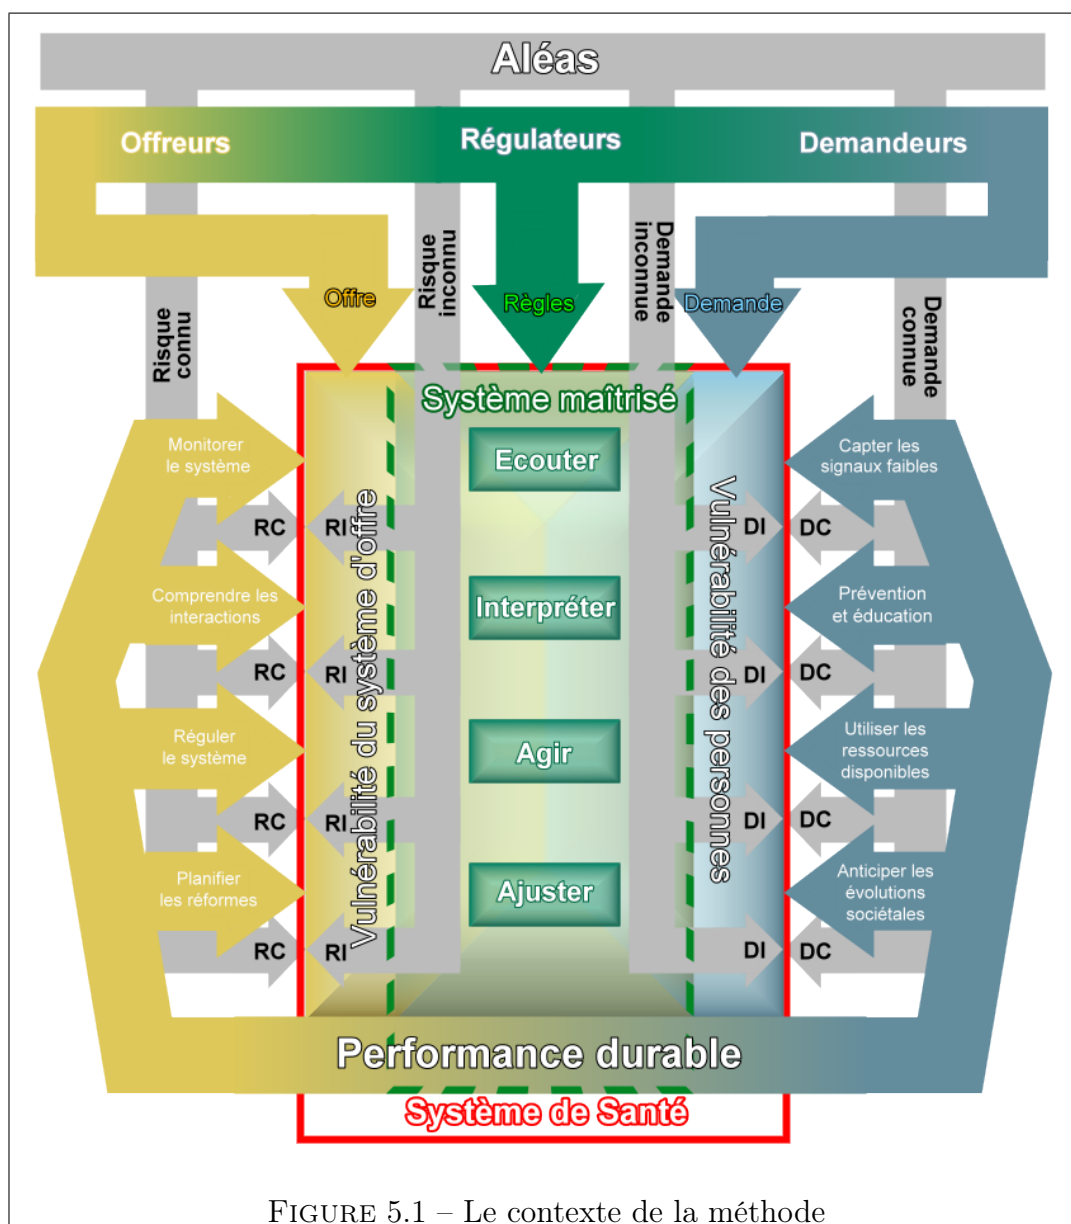 Aléas
Offreurs
Régulateurs
Demandeurs
Risque
connu
Risque
inconnu
Demande
inconnue
Demande
connue
Offre
Règles
Demande
Système maîtrisé
Ecouter
Interpréter
Agir
Ajuster
Vulnérabilité du système d'offre
Vulnérabilité des personnes
Monitorer
le système
Capter les
signaux faibles
RC
RI
DI
DC
Comprendre les
interactions
Prévention
et éducation
RC
RI
DI
DC
Réguler
le système
Utiliser les
ressources
disponibles
RC
RI
DI
DC
Planifier
les réformes
Anticiper les
évolutions
sociétales
RC
RI
DI
DC
Performance durable
Système de Santé
FIGURE 5.1 – Le contexte de la méthode